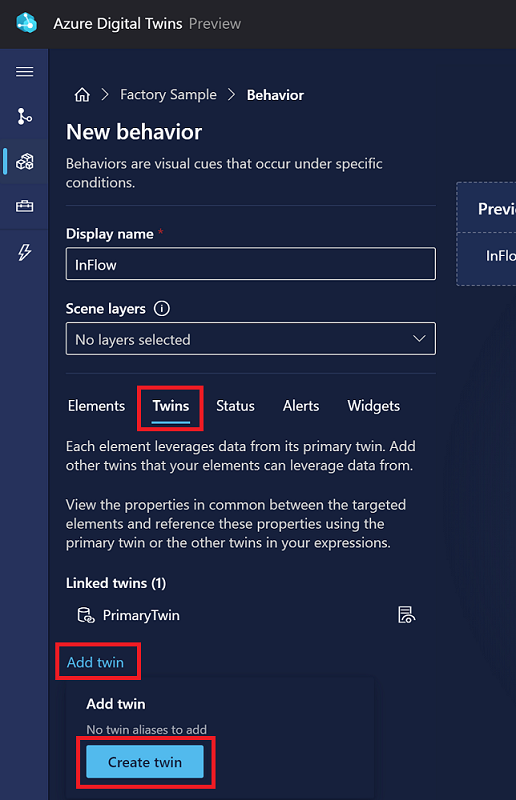 Azure Digital Twins Preview
Factory Sample > Behavior
New behavior
Behaviors are visual cues that occur under specific
conditions.
Display name *
InFlow
Previ
InFlo
Scene layers
No layers selected
Elements Twins Status Alerts Widgets
Each element leverages data from its primary twin. Add
other twins that your elements can leverage data from.
View the properties in common between the targeted
elements and reference these properties using the
primary twin or the other twins in your expressions.
Linked twins (1)
PrimaryTwin
Add twin
Add twin
No twin aliases to add
Create twin